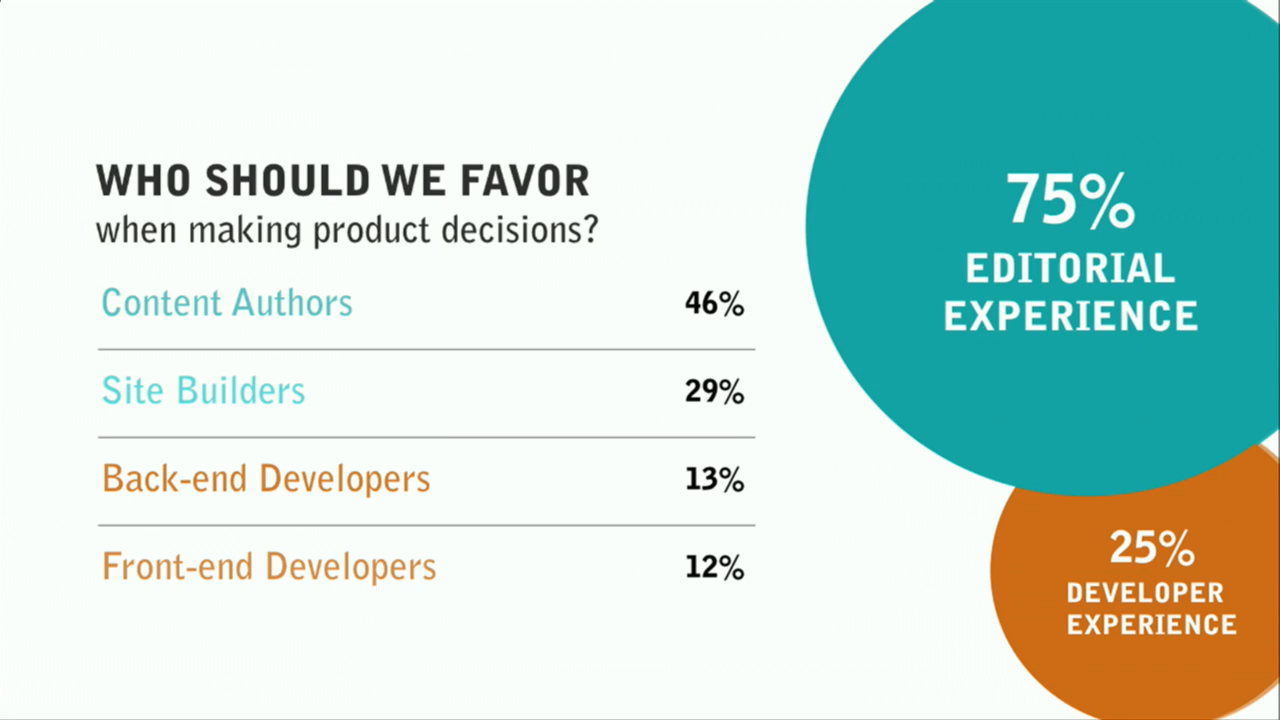 WHO SHOULD WE FAVOR
when making product decisions?
Content Authors 46%
Site Builders 29%
Back-end Developers 13%
Front-end Developers 12%
75%
EDITORIAL
EXPERIENCE
25%
DEVELOPER
EXPERIENCE